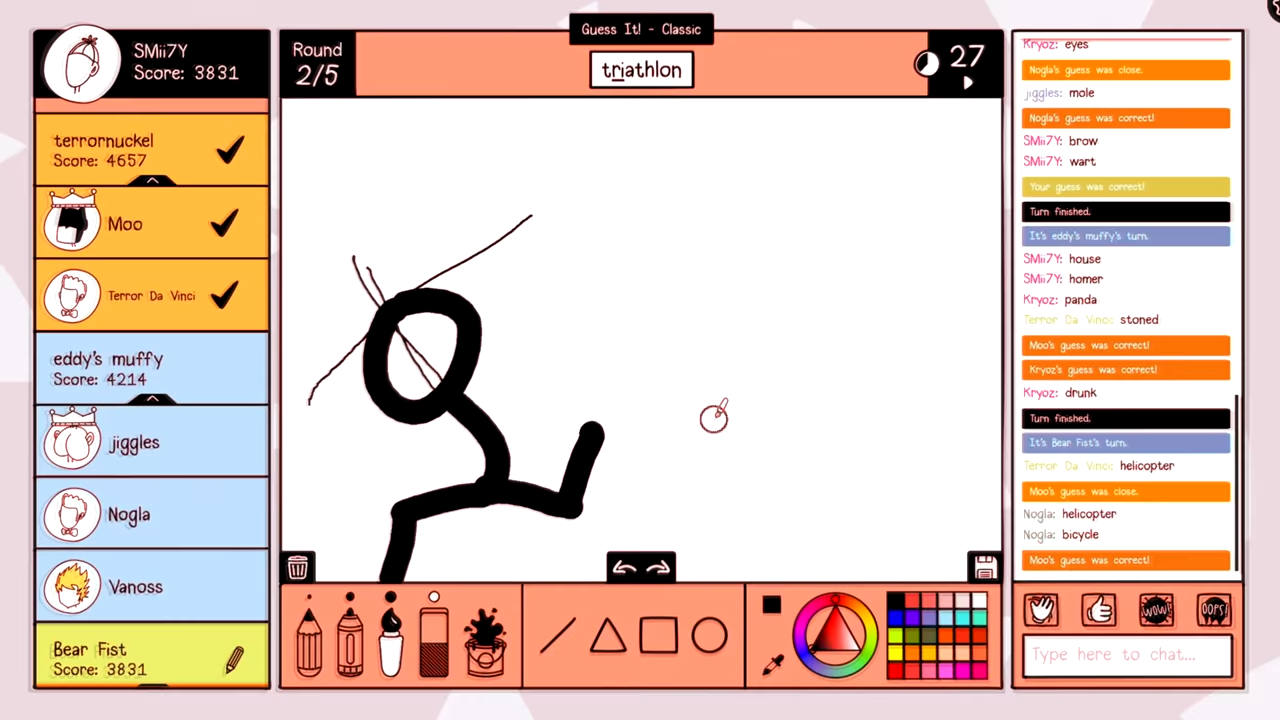 Guess It! - Classic
SMii7Y
Score: 3831
Round
2/5
triathlon
27
terrornuckel
Score: 4657
Moo
Terror Da Vinci
eddy's muffy
Score: 4214
jiggles
Nogla
Vanoss
Bear Fist
Score: 3831
Kryoz: eyes
Nogla's guess was close.
jiggles: mole
Nogla's guess was correct!
SMii7Y: brow
SMii7Y: wart
Your guess was correct!
Turn finished.
It's eddy's muffy's turn.
SMii7Y: house
SMii7Y: homer
Kryoz: panda
Terror Da Vinci: stoned
Moo's guess was correct!
Kryoz's guess was correct!
Kryoz: drunk
Turn finished.
It's Bear Fist's turn.
Terror Da Vinci: helicopter
Moo's guess was close.
Nogla: helicopter
Nogla: bicycle
Moo's guess was correct!
WOW!
OOPS!
Type here to chat...